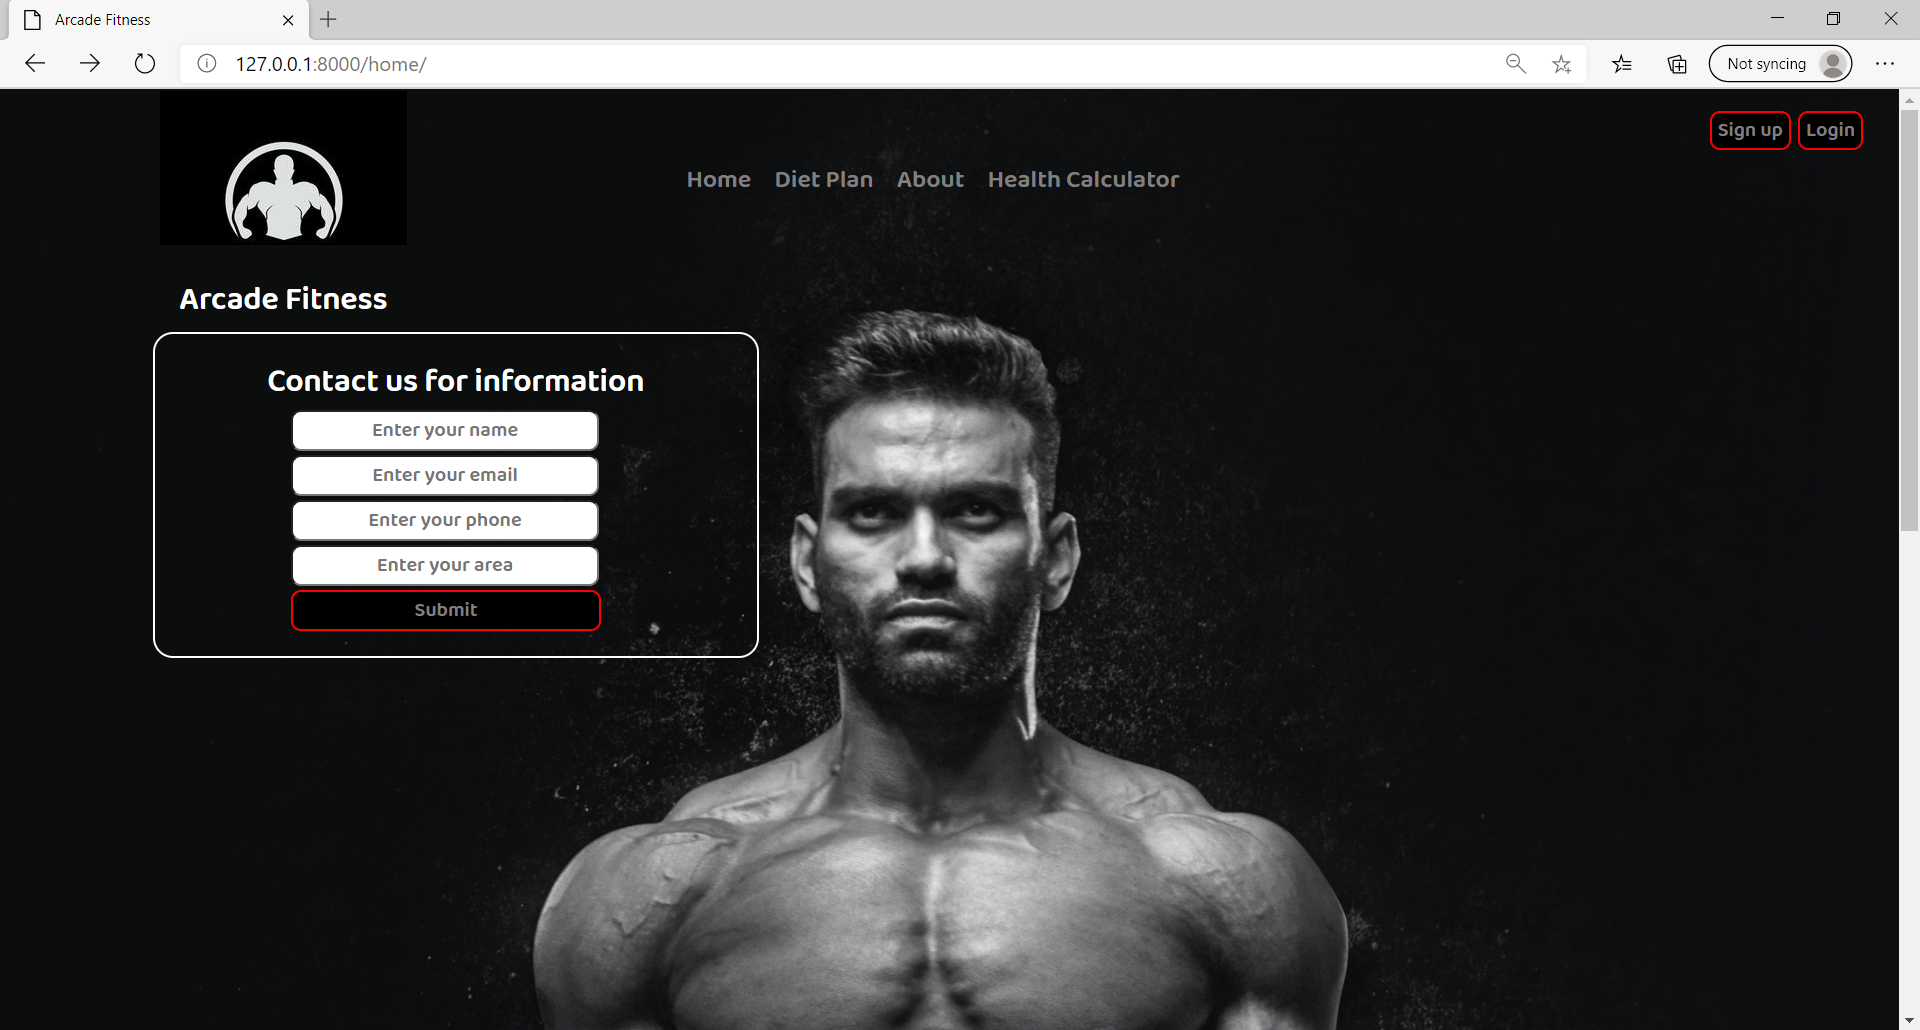 Arcade Fitness
127.0.0.1:8000/home/
Not syncing
Sign up Login
Home Diet Plan About Health Calculator
Arcade Fitness
Contact us for information
Enter your name
Enter your email
Enter your phone
Enter your area
Submit